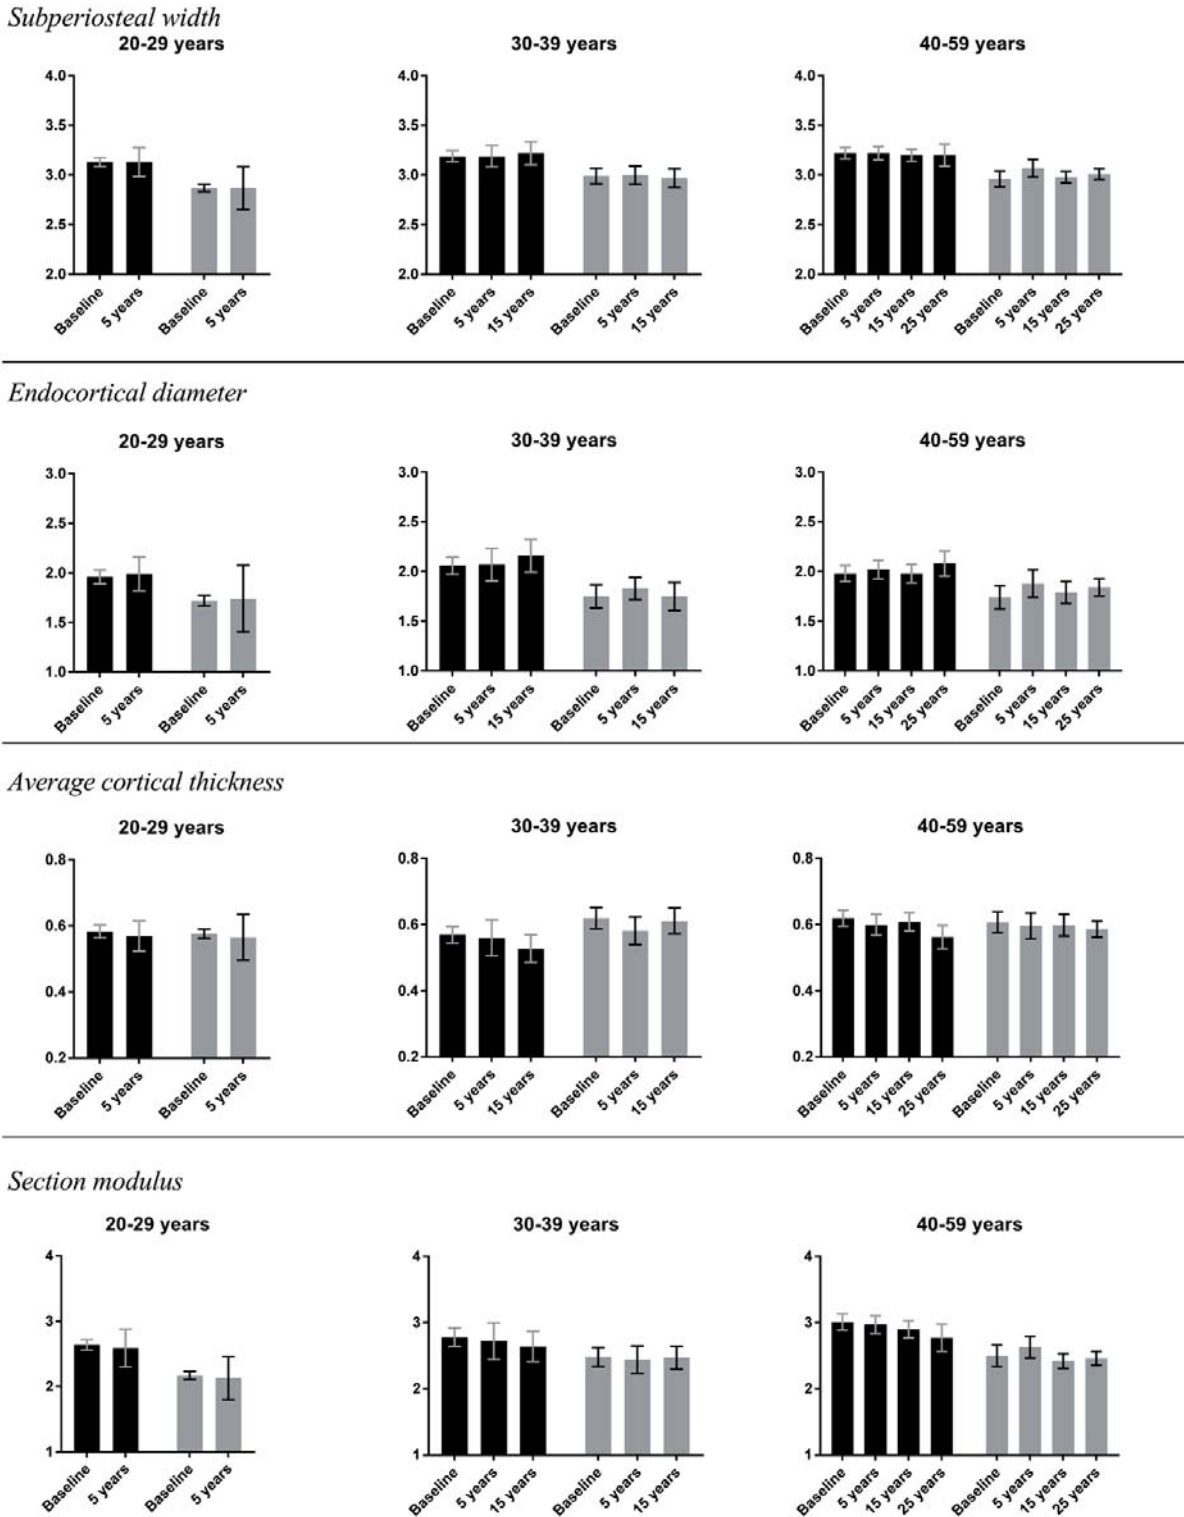 Subperiosteal width
20-29 years
30-39 years
40-59 years
4.0
3.5
3.0
2.5
2.0
Baseline
5 years
Baseline
5 years
4.0
3.5
3.0
2.5
2.0
Baseline
5 years
15 years
Baseline
5 years
15 years
4.0
3.5
3.0
2.5
2.0
Baseline
5 years
15 years
25 years
Baseline
5 years
15 years
25 years
Endocortical diameter
20-29 years
30-39 years
40-59 years
3.0
2.5
2.0
1.5
1.0
Baseline
5 years
Baseline
5 years
3.0
2.5
2.0
1.5
1.0
Baseline
5 years
15 years
Baseline
5 years
15 years
3.0
2.5
2.0
1.5
1.0
Baseline
5 years
15 years
25 years
Baseline
5 years
15 years
25 years
Average cortical thickness
20-29 years
30-39 years
40-59 years
0.8
0.6
0.4
0.2
Baseline
5 years
Baseline
5 years
0.8
0.6
0.4
0.2
Baseline
5 years
15 years
Baseline
5 years
15 years
0.8
0.6
0.4
0.2
Baseline
5 years
15 years
25 years
Baseline
5 years
15 years
25 years
Section modulus
20-29 years
30-39 years
40-59 years
4
3
2
1
Baseline
5 years
Baseline
5 years
4
3
2
1
Baseline
5 years
15 years
Baseline
5 years
15 years
4
3
2
1
Baseline
5 years
15 years
25 years
Baseline
5 years
15 years
25 years